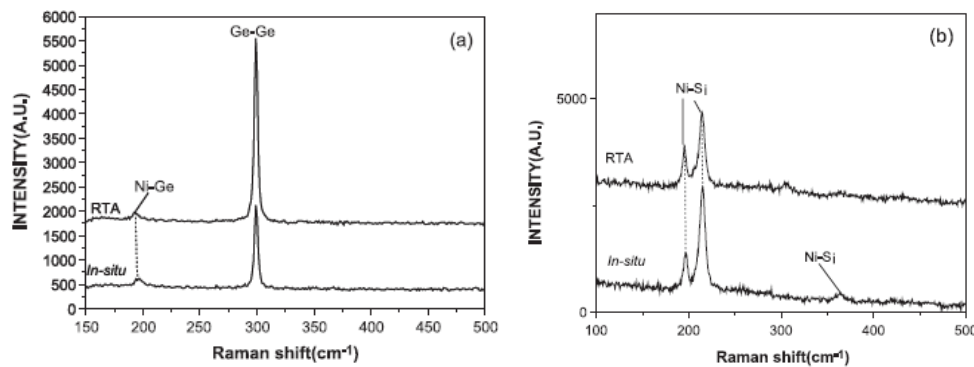 (a)
Ge-Ge
Ni-Ge
RTA
In-situ
INTENSITY(A.U.)
6000
5500
5000
4500
4000
3500
3000
2500
2000
1500
1000
500
0
150 200 250 300 350 400 450 500
Raman shift(cm-1)
(b)
Ni-Si
RTA
In-situ
Ni-Si
INTENSITY(A.U.)
5000
0
100 200 300 400 500
Raman shift(cm-1)